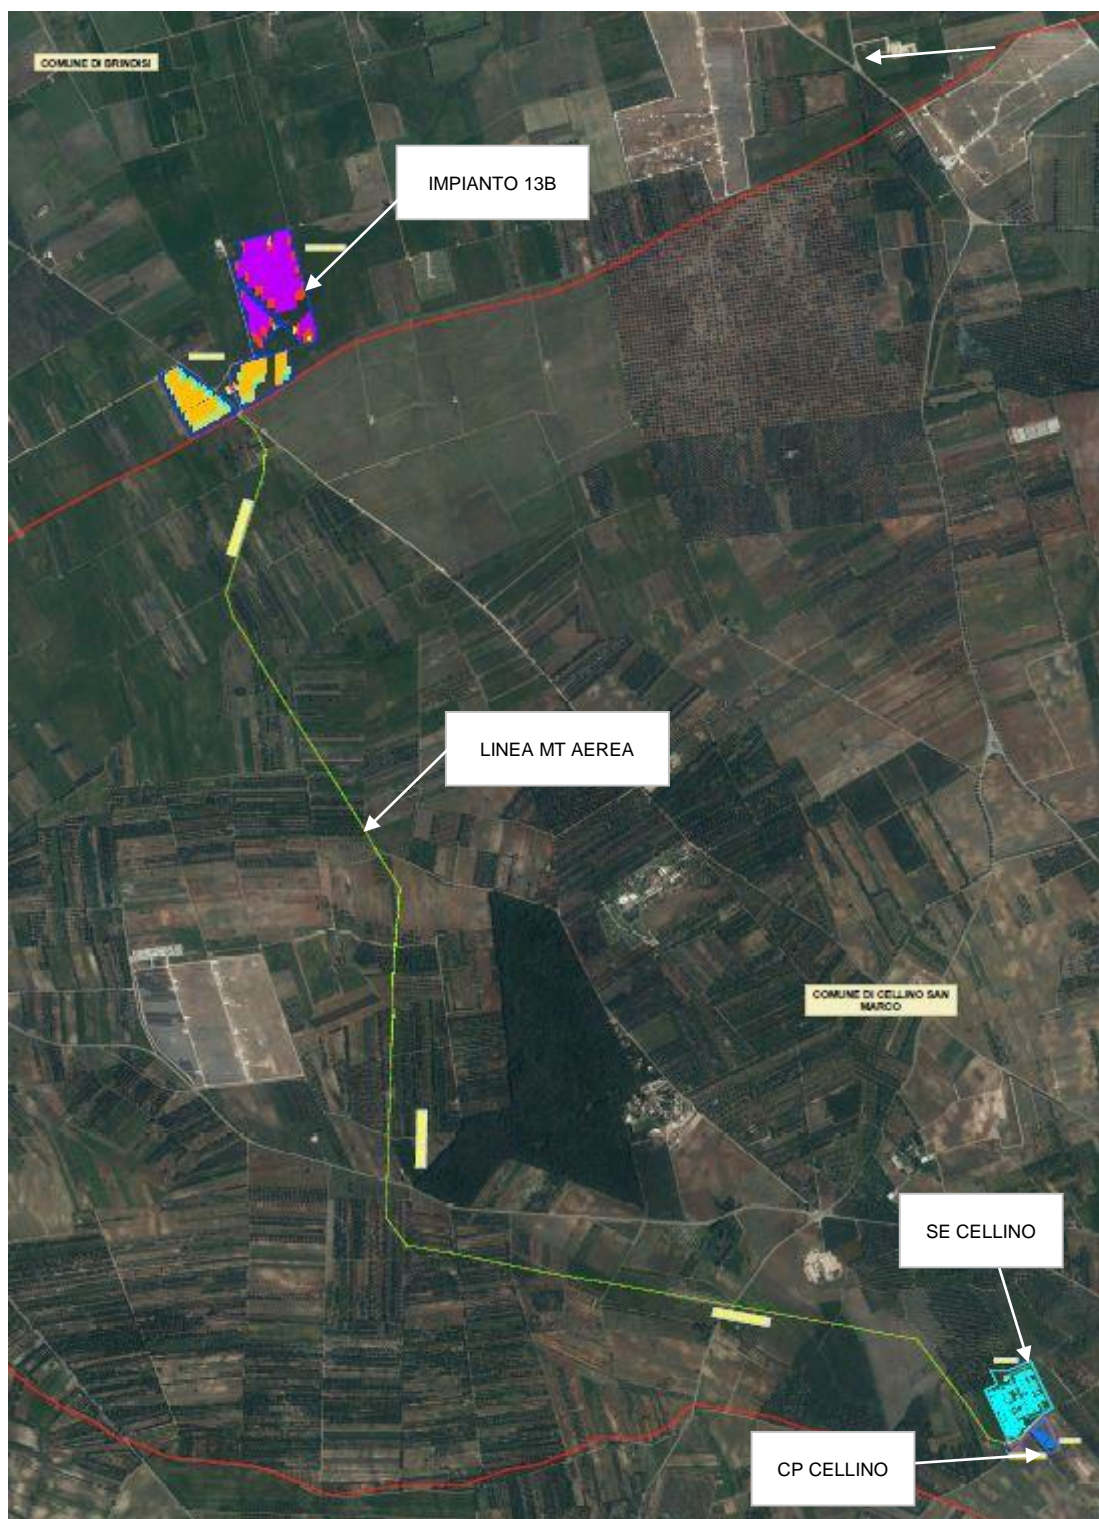 COMUNE DI BRINDISI
IMPIANTO 13B
LINEA MT AEREA
COMUNE DI CELLINO SAN
MARCO
SE CELLINO
CP CELLINO